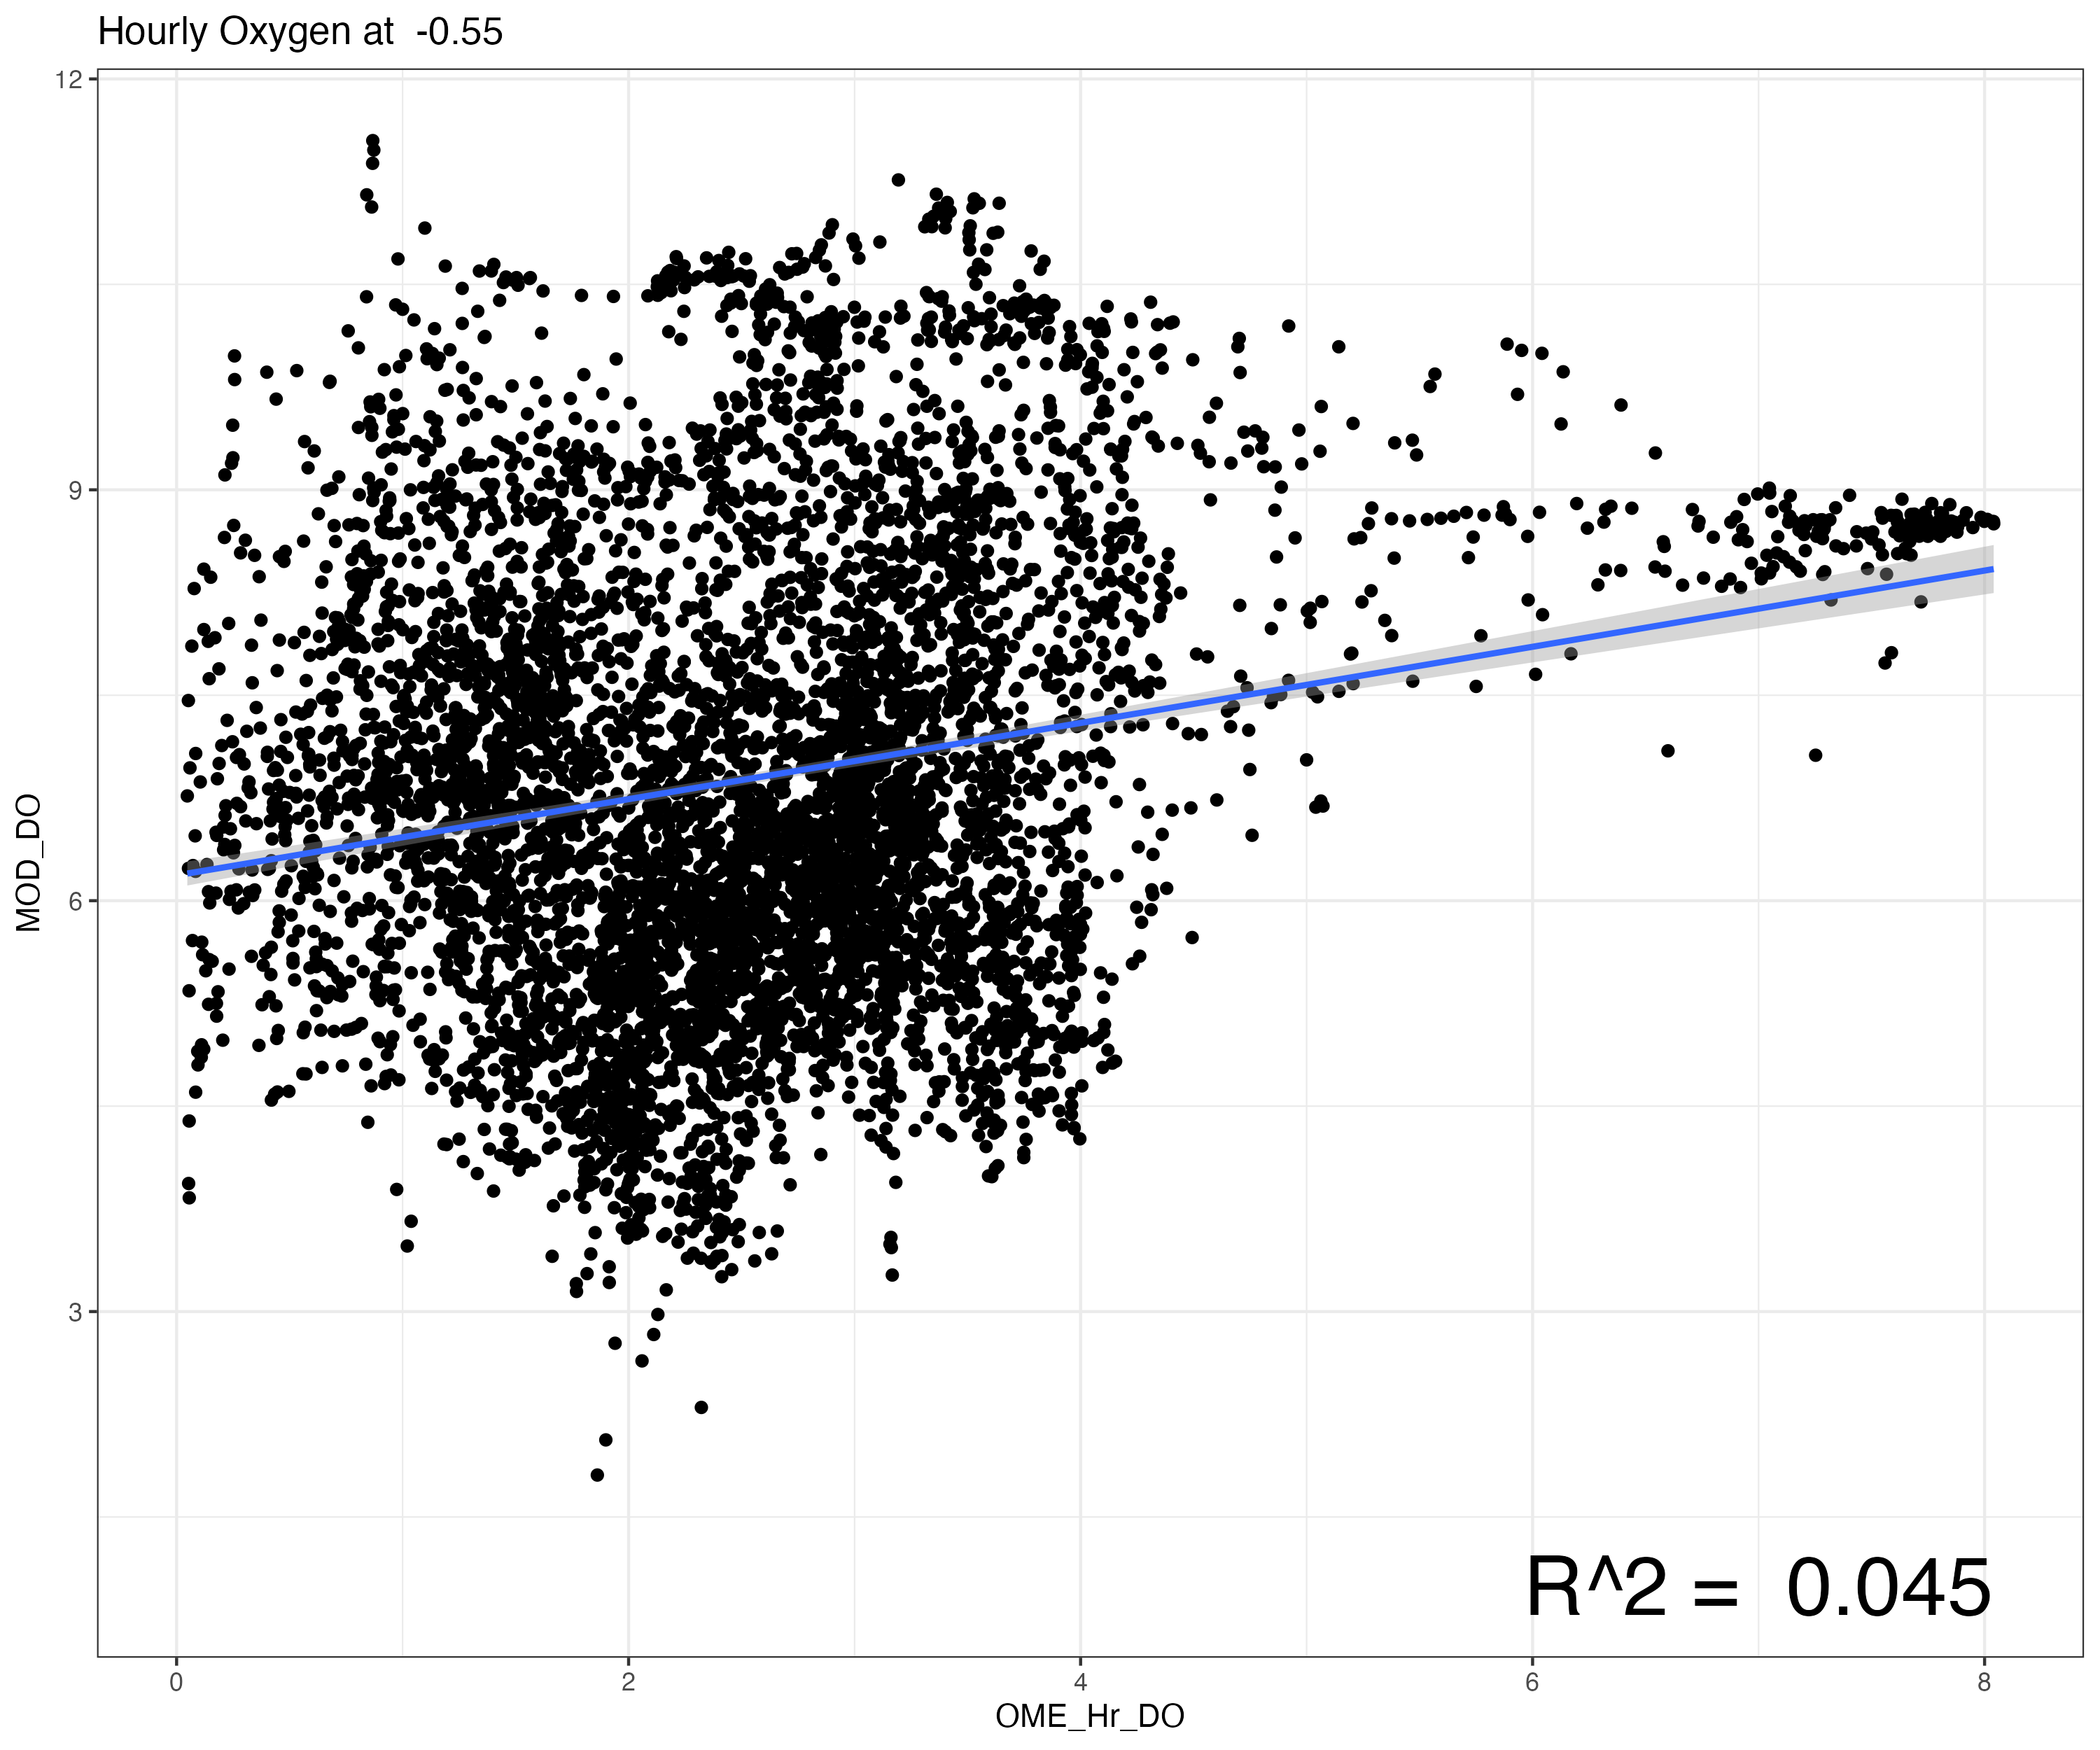 Hourly Oxygen at  -0.55
12
9
6
3
MOD_DO
R^2 =  0.045
0 2 4 6 8
OME_Hr_DO